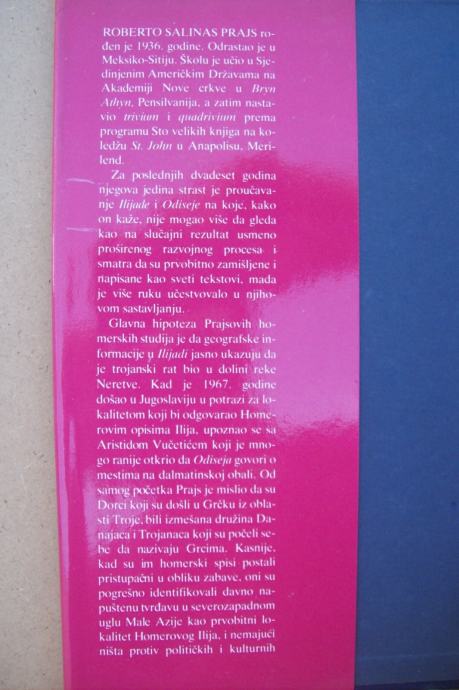 ROBERTO SALINAS PRAJS ro-
đen je 1936. godine. Odrastao je u
Meksiko-Sitiju. Školu je učio u Sje-
dinjenim Američkim Državama na
Akademiji Nove crkve u Bryn
Athyn, Pensilvanija, a zatim nasta-
vio trivium i quadrivium prema
programu Sto velikih knjiga na ko-
ledžu St. John u Anapolisu, Meri-
lend.
Za poslednjih dvadeset godina
njegova jedina strast je proučava-
nje Ilijade i Odiseje na koje, kako
on kaže, nije mogao više da gleda
kao na slučajni rezultat usmeno
proširenog razvojnog procesa i
smatra da su prvobitno zamišljene i
napisane kao sveti tekstovi, mada
je više ruku učestvovalo u njiho-
vom sastavljanju.
Glavna hipoteza Prajsovih ho-
merskih studija je da geografske in-
formacije u Ilijadi jasno ukazuju da
je trojanski rat bio u dolini reke
Neretve. Kad je 1967. godine
došao u Jugoslaviju u potrazi za lo-
kalitetom koji bi odgovarao Home-
rovim opisima Ilija, upoznao se sa
Aristidom Vučetićem koji je mno-
go ranije otkrio da Odiseja govori o
mestima na dalmatinskoj obali. Od
samog početka Prajs je mislio da su
Dorci koji su došli u Grčku iz obla-
sti Troje, bili izmešana družina Da-
najaca i Trojanaca koji su počeli se-
be da nazivaju Grcima. Kasnije,
kad su im homerski spisi postali
pristupačni u obliku zabave, oni su
pogrešno identifikovali davno na-
puštenu tvrđavu u severozapadnom
uglu Male Azije kao prvobitni lo-
kalitet Homerovog Ilija, i nemajući
ništa protiv političkih i kulturnih